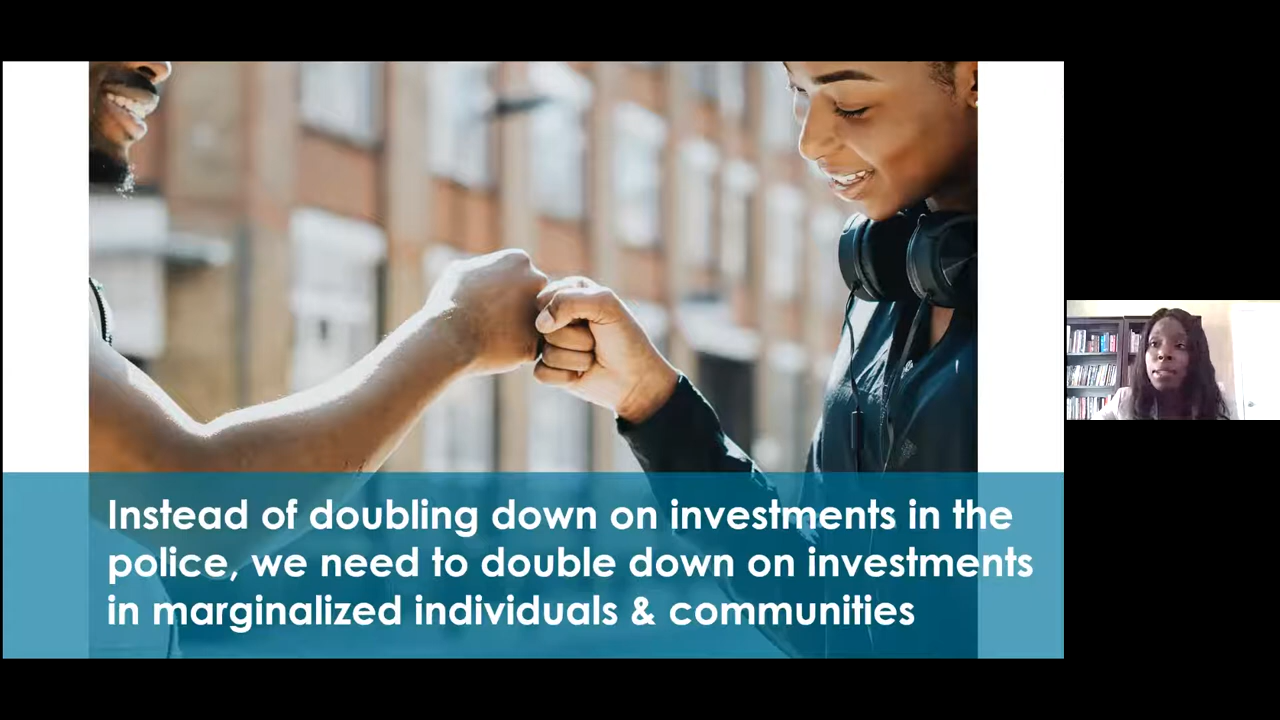 Instead of doubling down on investments in the
police, we need to double down on investments
in marginalized individuals & communities